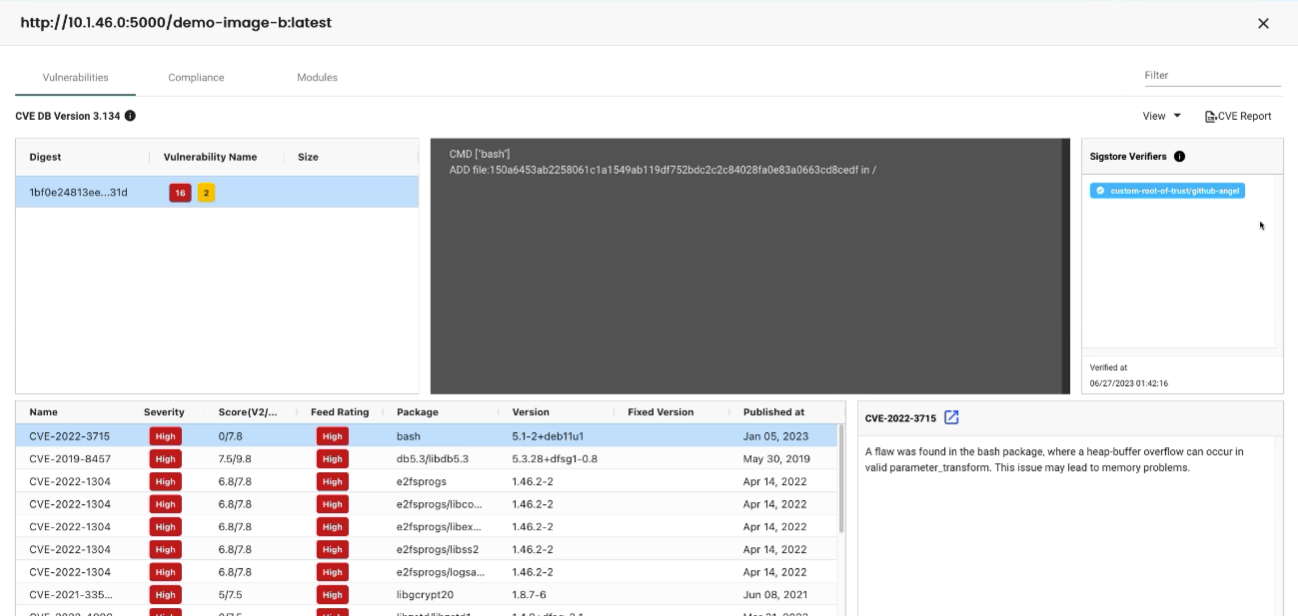 http://10.1.46.0:5000/demo-image-b:latest
Vulnerabilities Compliance Modules Filter
CVE DB Version 3.134 View CVE Report
Digest Vulnerability Name Size
1bf0e24813ee...31d 16 2
CMD ["bash"]
ADD file:150a6453ab2258061c1a1549ab119df752bdc2c2c84028fa0e83a0663cd8cedf in /
Sigstore Verifiers
custom-root-of-trust/github-angel
Verified at
06/27/2023 01:42:16
Name Severity Score(V2/... Feed Rating Package Version Fixed Version Published at
CVE-2022-3715 High 0/7.8 High bash 5.1-2+deb11u1 Jan 05, 2023
CVE-2019-8457 High 7.5/9.8 High db5.3/libdb5.3 5.3.28+dfsg1-0.8 May 30, 2019
CVE-2022-1304 High 6.8/7.8 High e2fsprogs 1.46.2-2 Apr 14, 2022
CVE-2022-1304 High 6.8/7.8 High e2fsprogs/libco... 1.46.2-2 Apr 14, 2022
CVE-2022-1304 High 6.8/7.8 High e2fsprogs/libex... 1.46.2-2 Apr 14, 2022
CVE-2022-1304 High 6.8/7.8 High e2fsprogs/libss2 1.46.2-2 Apr 14, 2022
CVE-2022-1304 High 6.8/7.8 High e2fsprogs/logsa... 1.46.2-2 Apr 14, 2022
CVE-2021-335... High 5/7.5 High libgcrypt20 1.8.7-6 Jun 08, 2021
CVE-2022-3715
A flaw was found in the bash package, where a heap-buffer overflow can occur in
valid parameter_transform. This issue may lead to memory problems.